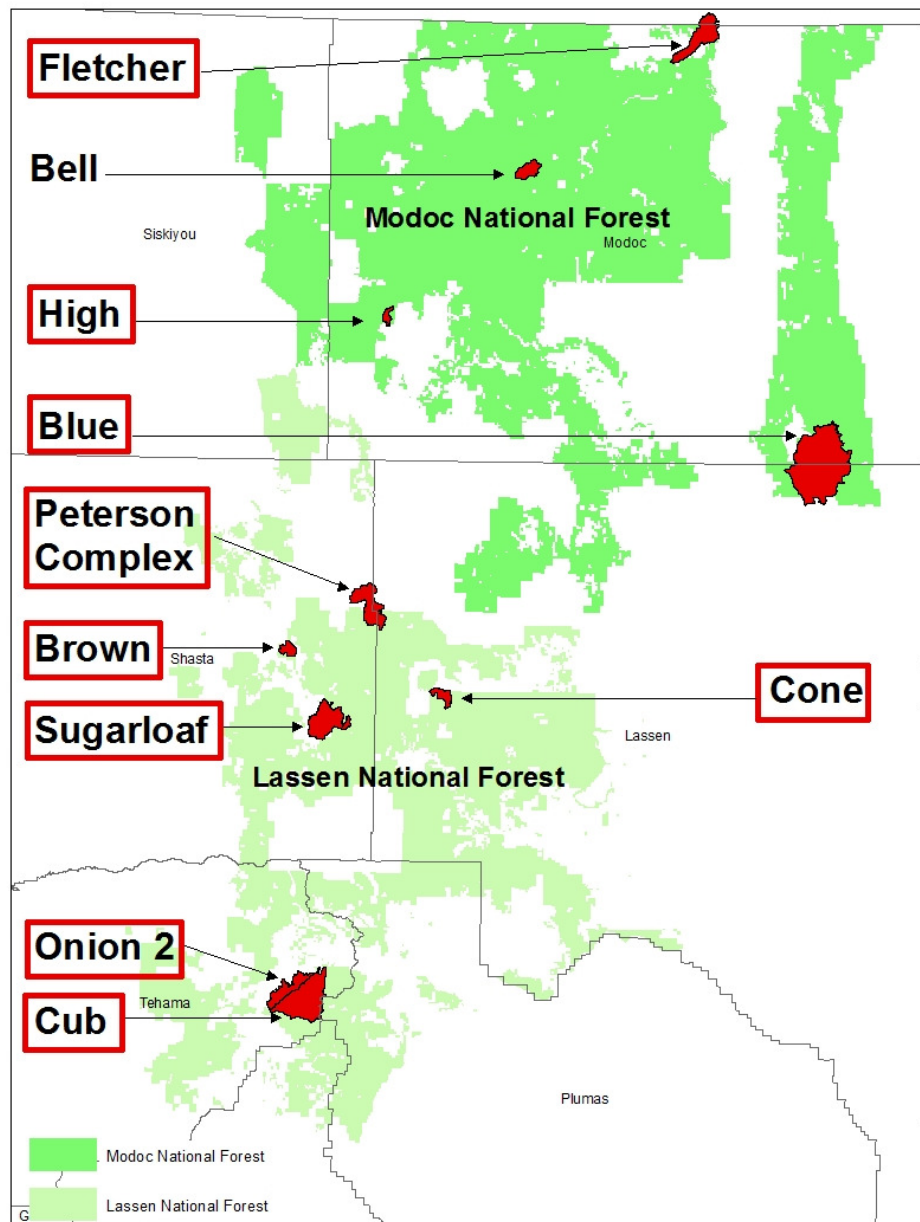 Fletcher
Bell
Modoc National Forest
Siskiyou
Modoc
High
Blue
Peterson
Complex
Brown
Shasta
Cone
Sugarloaf
Lassen
Lassen National Forest
Onion 2
Tehama
Cub
Plumas
Modoc National Forest
Lassen National Forest
G